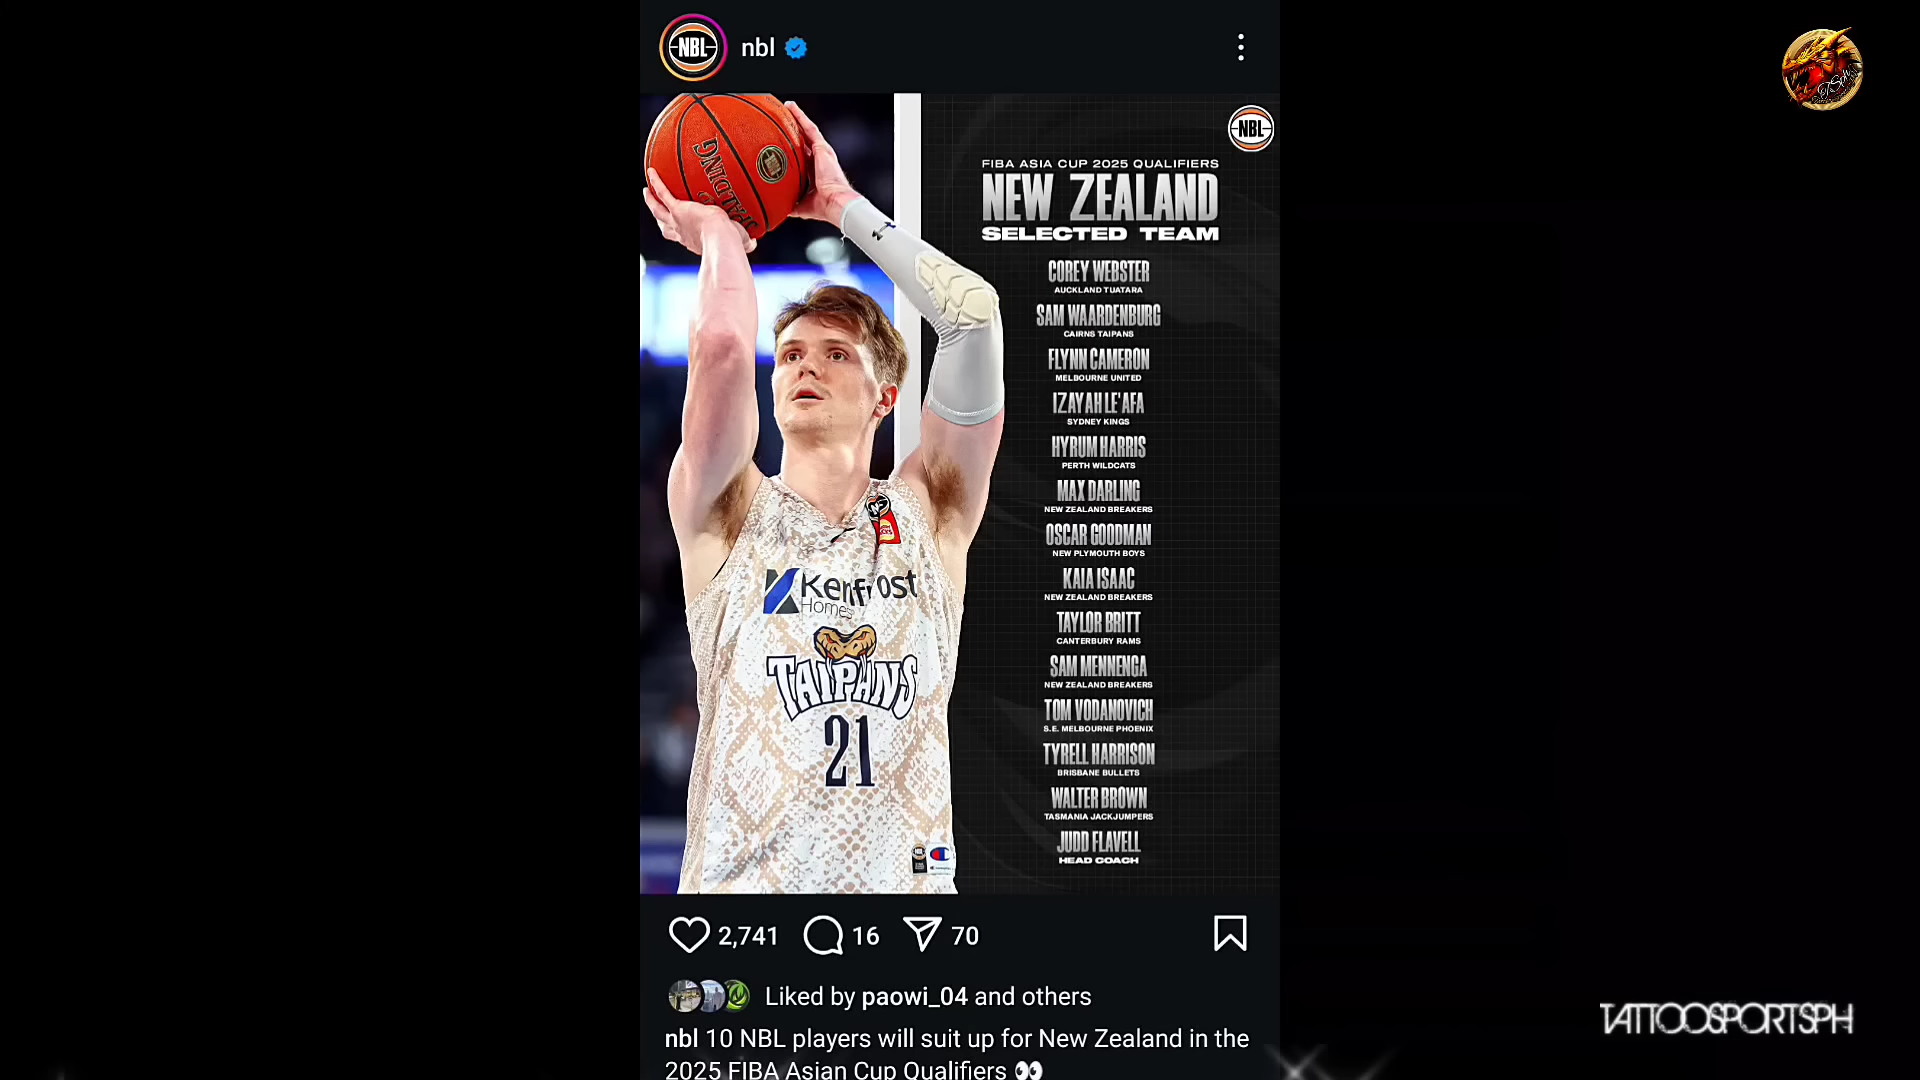 NBL
nbl
SPALDING
NBL
FIBA ASIA CUP 2025 QUALIFIERS
NEW ZEALAND
SELECTED TEAM
COREY WEBSTER
AUCKLAND TUATARA
SAM WAARDENBURG
CAIRNS TAIPANS
FLYNN CAMERON
MELBOURNE UNITED
IZAYAH LE'AFA
SYDNEY KINGS
HYRUM HARRIS
PERTH WILDCATS
MAX DARLING
NEW ZEALAND BREAKERS
OSCAR GOODMAN
NEW PLYMOUTH BOYS
KAIA ISAAC
NEW ZEALAND BREAKERS
TAYLOR BRITT
CANTERBURY RAMS
SAM MENNENGA
NEW ZEALAND BREAKERS
TOM VODANOVICH
S.E. MELBOURNE PHOENIX
TYRELL HARRISON
BRISBANE BULLETS
WALTER BROWN
TASMANIA JACKJUMPERS
JUDD FLAVELL
HEAD COACH
Kenfrost
Homes
TAIPANS
21
2,741 16 70
Liked by paowi_04 and others
nbl 10 NBL players will suit up for New Zealand in the
2025 FIBA Asian Cup Qualifiers 👀
TATTOOSPORTSPH